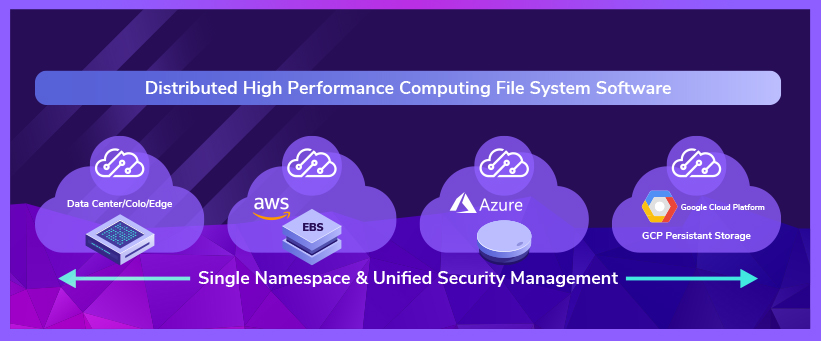 Distributed High Performance Computing File System Software
Data Center/Colo/Edge
aws
EBS
Azure
Google Cloud Platform
GCP Persistant Storage
Single Namespace & Unified Security Management